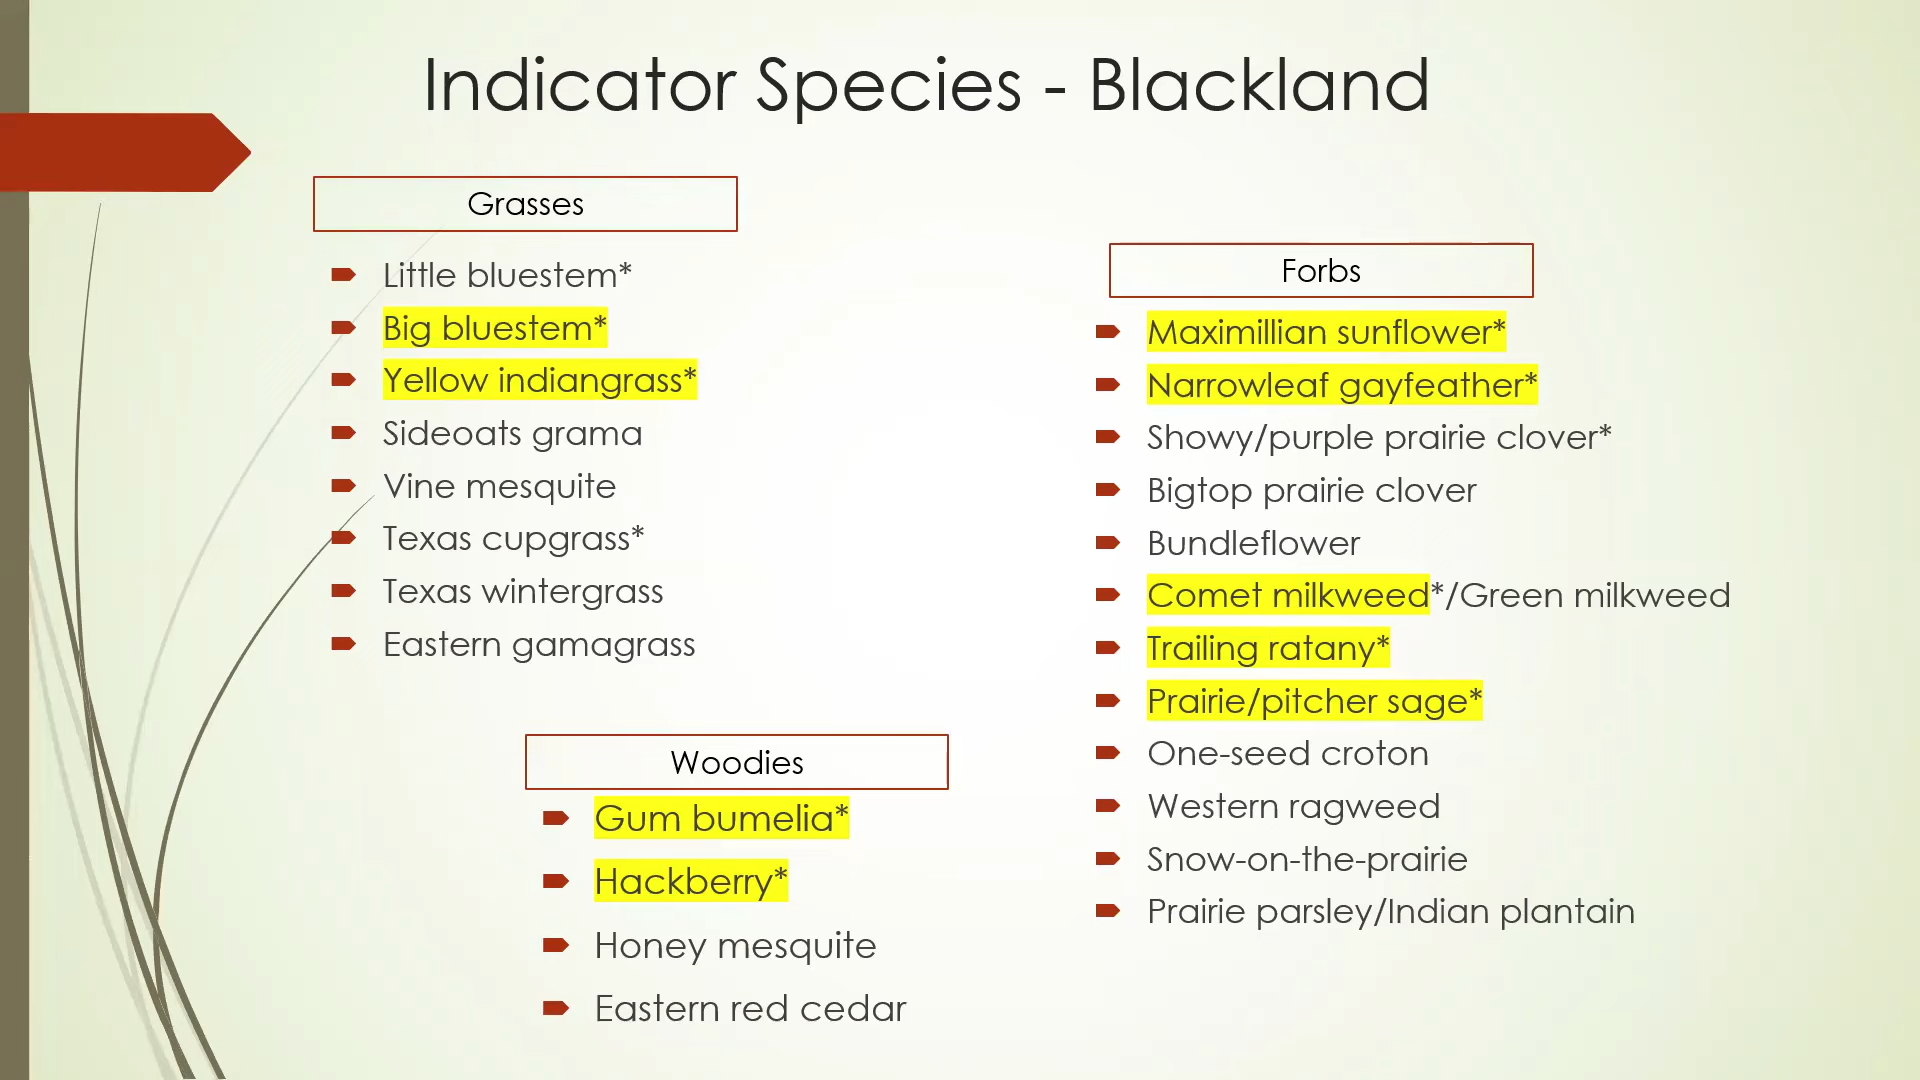 Indicator Species - Blackland
Grasses
Little bluestem*
Big bluestem*
Yellow indiangrass*
Sideoats grama
Vine mesquite
Texas cupgrass*
Texas wintergrass
Eastern gamagrass
Woodies
Gum bumelia*
Hackberry*
Honey mesquite
Eastern red cedar
Forbs
Maximillian sunflower*
Narrowleaf gayfeather*
Showy/purple prairie clover*
Bigtop prairie clover
Bundleflower
Comet milkweed*/Green milkweed
Trailing ratany*
Prairie/pitcher sage*
One-seed croton
Western ragweed
Snow-on-the-prairie
Prairie parsley/Indian plantain